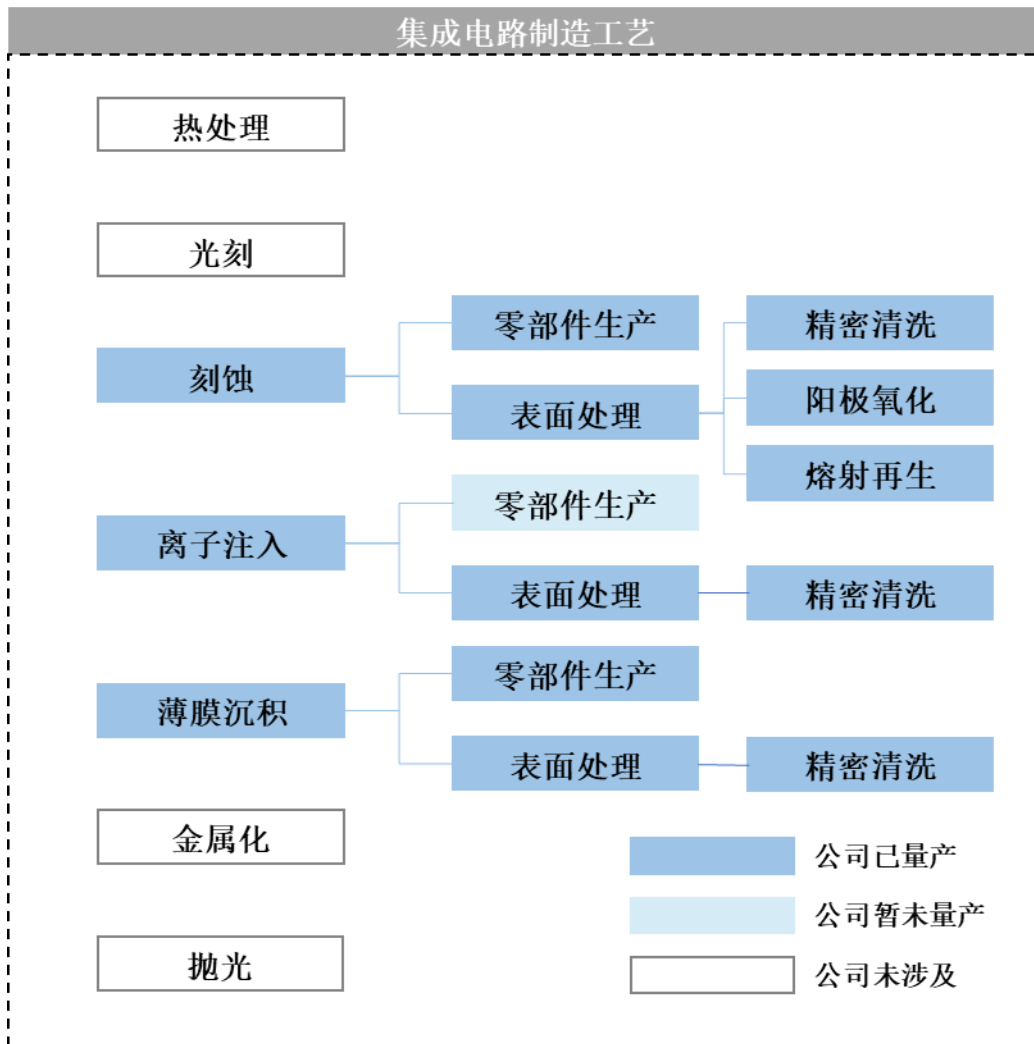 集成电路制造工艺
热处理
光刻
刻蚀
零部件生产
表面处理
精密清洗
阳极氧化
熔射再生
离子注入
零部件生产
表面处理
精密清洗
薄膜沉积
零部件生产
表面处理
精密清洗
金属化
抛光
公司已量产
公司暂未量产
公司未涉及